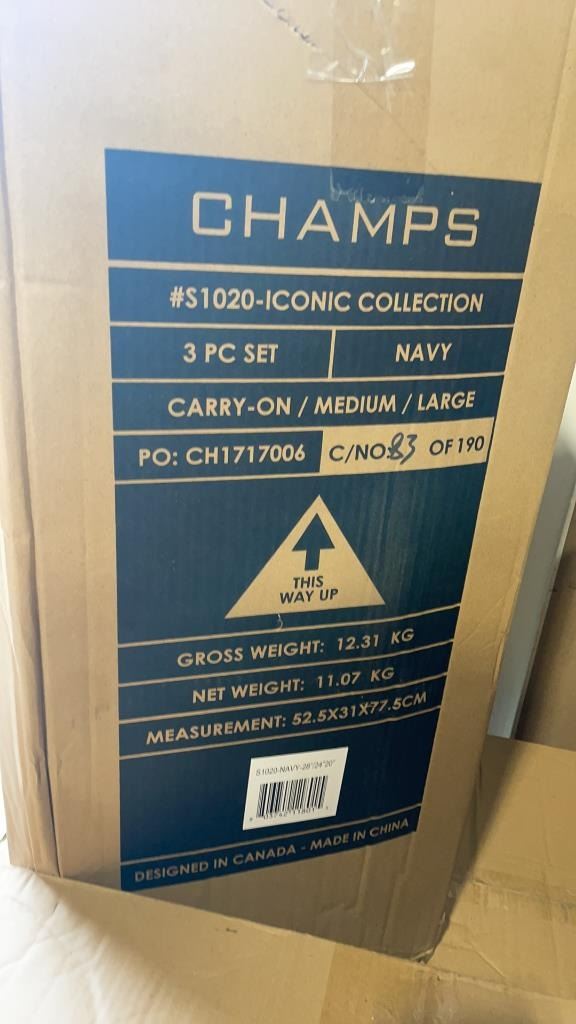 CHAMPS
#S1020-ICONIC COLLECTION
3 PC SET NAVY
CARRY-ON / MEDIUM / LARGE
PO: CH1717006 C/NO: 83 OF 190
THIS
WAY UP
GROSS WEIGHT: 12.31 KG
NET WEIGHT: 11.07 KG
MEASUREMENT: 52.5X31X77.5CM
S1020-NAVY-28"/24"20"
DESIGNED IN CANADA - MADE IN CHINA